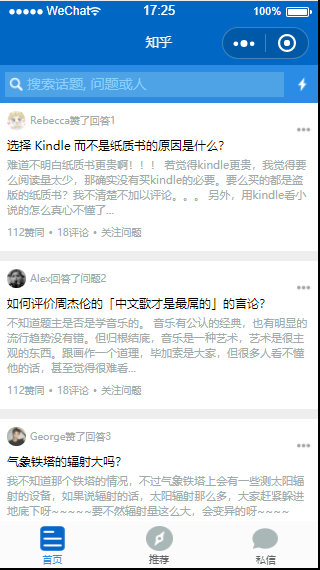 WeChat 17:25 100%
知乎
搜索话题, 问题或人
Rebecca赞了回答1
选择 Kindle 而不是纸质书的原因是什么?
难道不明白纸质书更贵啊！！！ 若觉得kindle更贵，我觉得要
么阅读量太少，那确实没有买kindle的必要。要么买的都是盗
版的纸质书？我不清楚不加以评论。。。 另外，用kindle看小
说的怎么真心不懂了...
112赞同 • 18评论 • 关注问题
Alex回答了问题2
如何评价周杰伦的「中文歌才是最屌的」的言论?
不知道题主是否是学音乐的。 音乐有公认的经典，也有明显的
流行趋势没有错。但归根结底，音乐是一种艺术，艺术是很主
观的东西。跟画作一个道理，毕加索是大家，但很多人看不懂
他的话，甚至觉得很难看...
112赞同 • 18评论 • 关注问题
George赞了回答3
气象铁塔的辐射大吗?
我不知道那个铁塔的情况，不过气象铁塔上会有一些测太阳辐
射的设备，如果说辐射的话，太阳辐射那么多，大家赶紧躲进
地底下呀~~~~~要不然辐射量这么大，会变异的呀~~~~
首页 推荐 私信